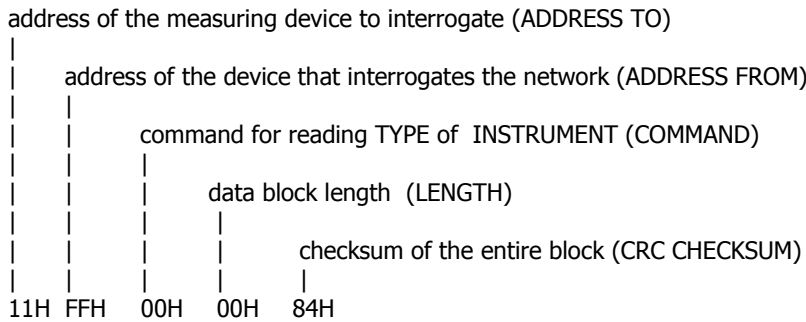 address of the measuring device to interrogate (ADDRESS TO)
address of the device that interrogates the network (ADDRESS FROM)
command for reading TYPE of INSTRUMENT (COMMAND)
data block length (LENGTH)
checksum of the entire block (CRC CHECKSUM)
11H FFH 00H 00H 84H